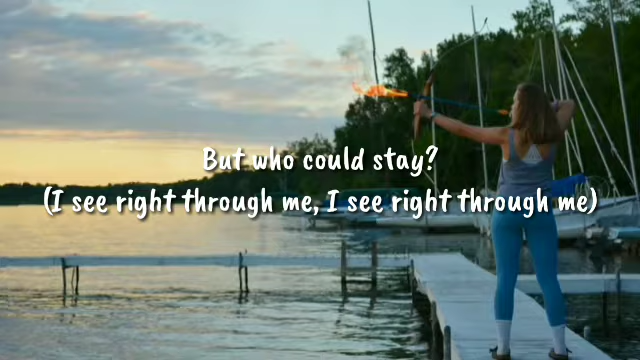 But who could stay?
(I see right through me, I see right through me)